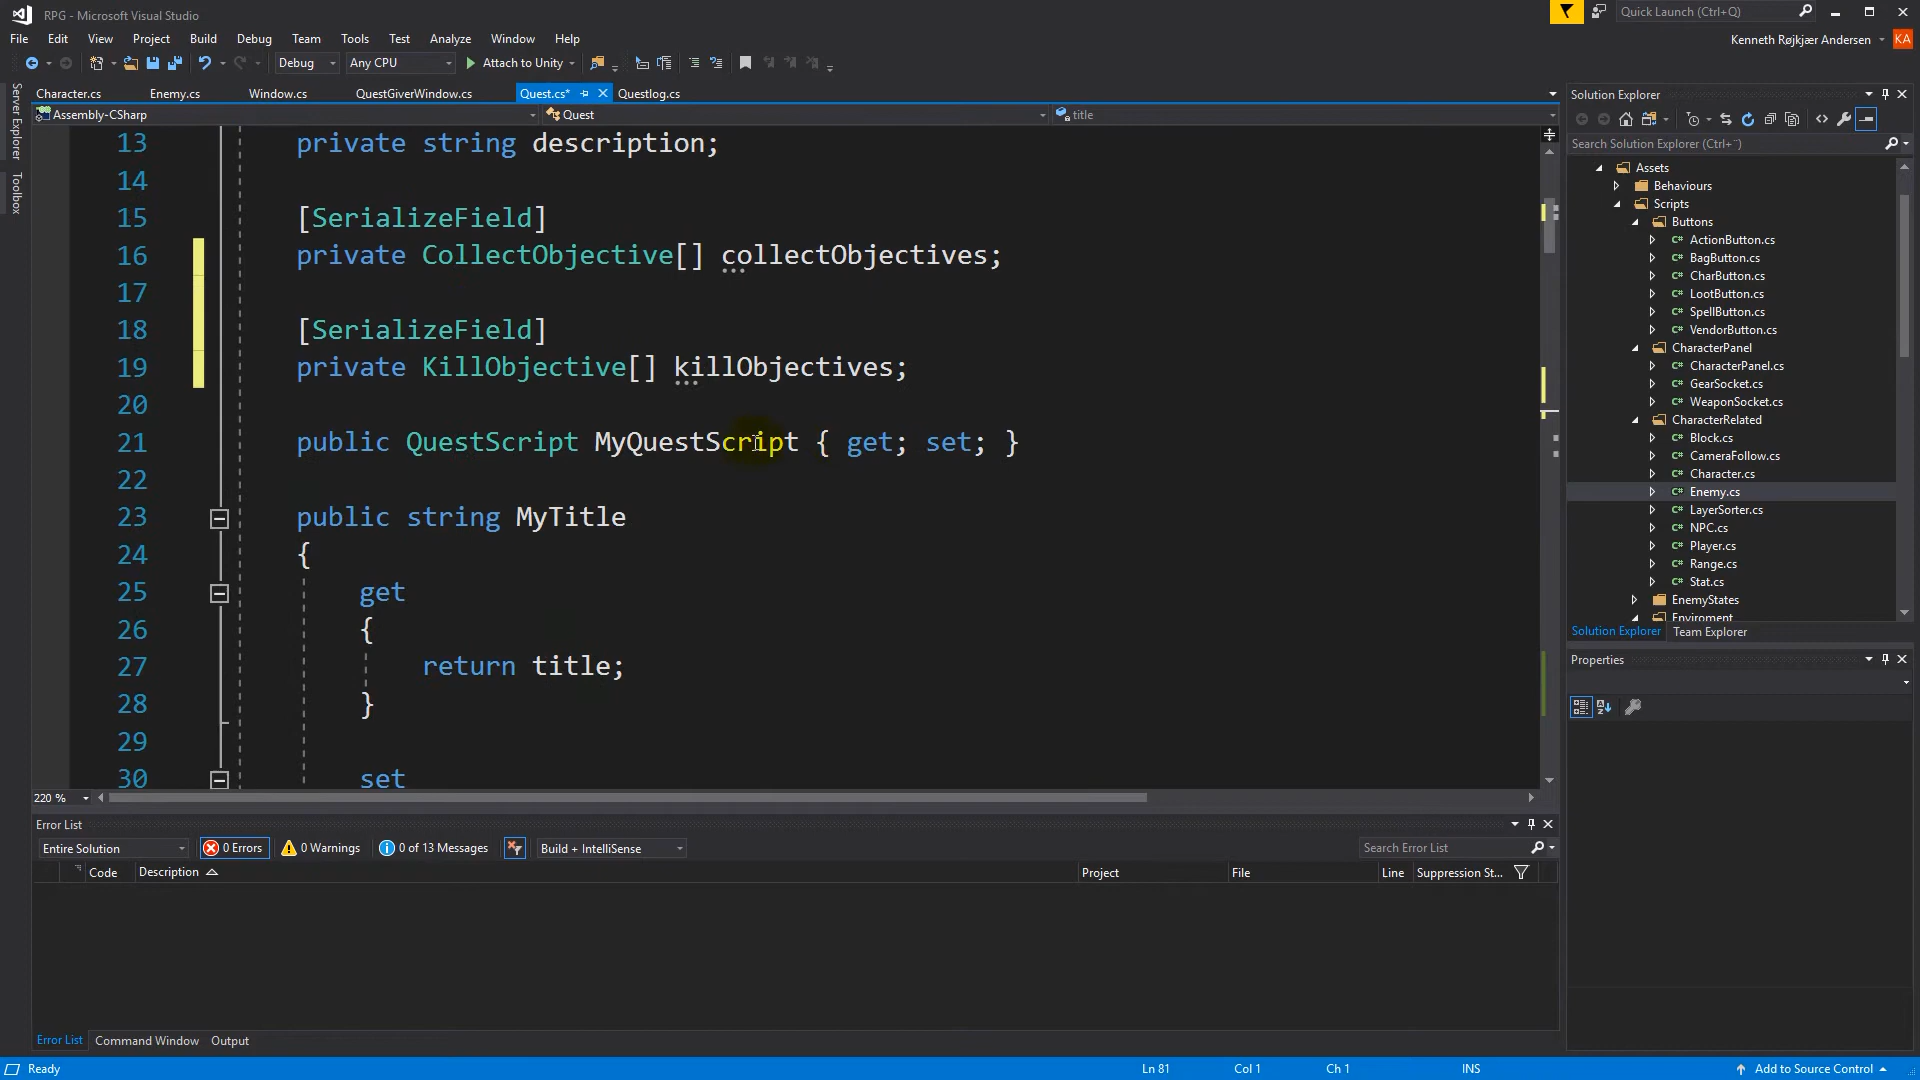 RPG - Microsoft Visual Studio
Quick Launch (Ctrl+Q)
File Edit View Project Build Debug Team Tools Test Analyze Window Help
Kenneth Røjkjær Andersen KA
Debug Any CPU Attach to Unity
Server Explorer
Toolbox
Character.cs Enemy.cs Window.cs QuestGiverWindow.cs Quest.cs* Questlog.cs
Assembly-CSharp Quest title
13 private string description;
14
15 [SerializeField]
16 private CollectObjective[] collectObjectives;
17
18 [SerializeField]
19 private KillObjective[] killObjectives;
20
21 public QuestScript MyQuestScript { get; set; }
22
23 public string MyTitle
24 {
25 get
26 {
27 return title;
28 }
29
30 set
220 %
Solution Explorer
Search Solution Explorer (Ctrl+¨)
Assets
Behaviours
Scripts
Buttons
C# ActionButton.cs
C# BagButton.cs
C# CharButton.cs
C# LootButton.cs
C# SpellButton.cs
C# VendorButton.cs
CharacterPanel
C# CharacterPanel.cs
C# GearSocket.cs
C# WeaponSocket.cs
CharacterRelated
C# Block.cs
C# CameraFollow.cs
C# Character.cs
C# Enemy.cs
C# LayerSorter.cs
C# NPC.cs
C# Player.cs
C# Range.cs
C# Stat.cs
EnemyStates
Enviroment
Solution Explorer Team Explorer
Properties
Error List
Entire Solution 0 Errors 0 Warnings 0 of 13 Messages Build + IntelliSense Search Error List
Code Description Project File Line Suppression St...
Error List Command Window Output
Ready Ln 81 Col 1 Ch 1 INS Add to Source Control